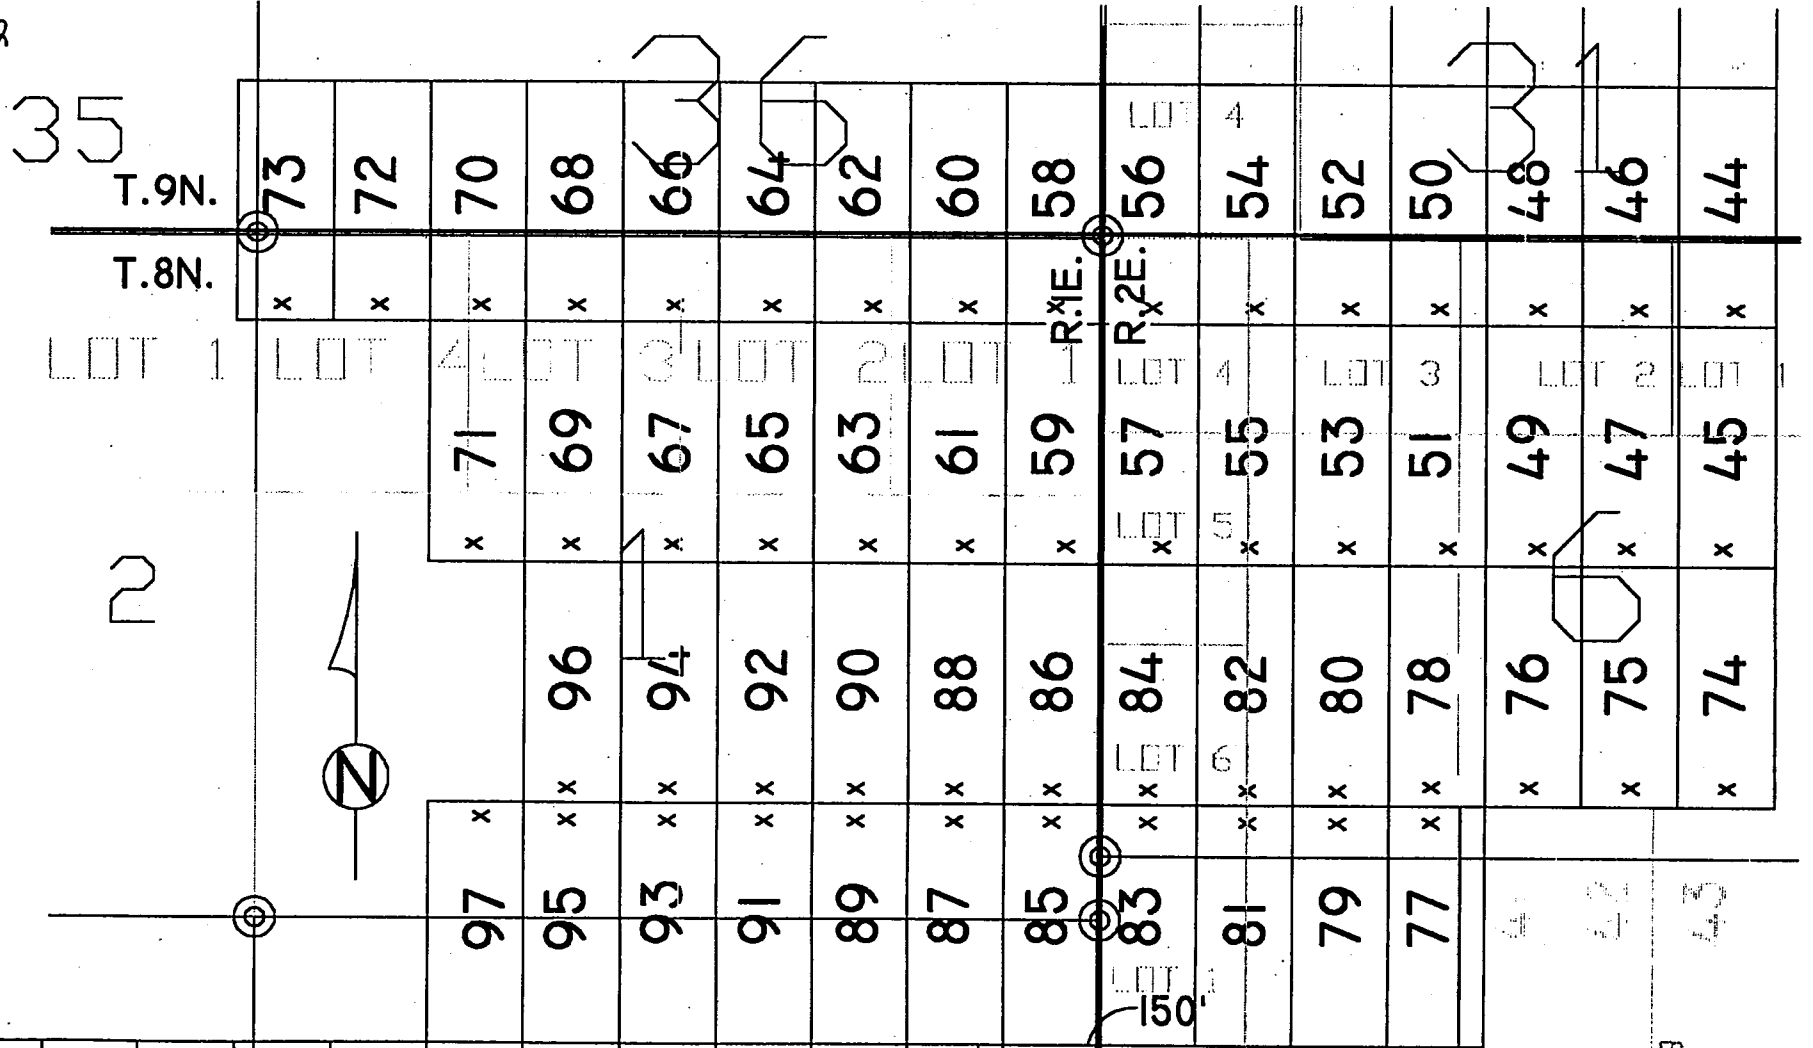 36 31
35
LOT 4
T.9N.
73 72 70 68 66 64 62 60 58 56 54 52 50 48 46 44
T.8N.
R.1E. R.2E.
x x x x x x x x x x x x x x x x
LOT 1 LOT 4 LOT 3 LOT 2 LOT 1 LOT 4 LOT 3 LOT 2 LOT 1
71 69 67 65 63 61 59 57 55 53 51 49 47 45
LOT 5
x x x x x x x x x x x x x x
2 1 6
96 94 92 90 88 86 84 82 80 78 76 75 74
LOT 6
N
x x x x x x x x x x x x x
x x x x x x x x x x x
97 95 93 91 89 87 85 83 81 79 77 42 43
LOT 1
150'